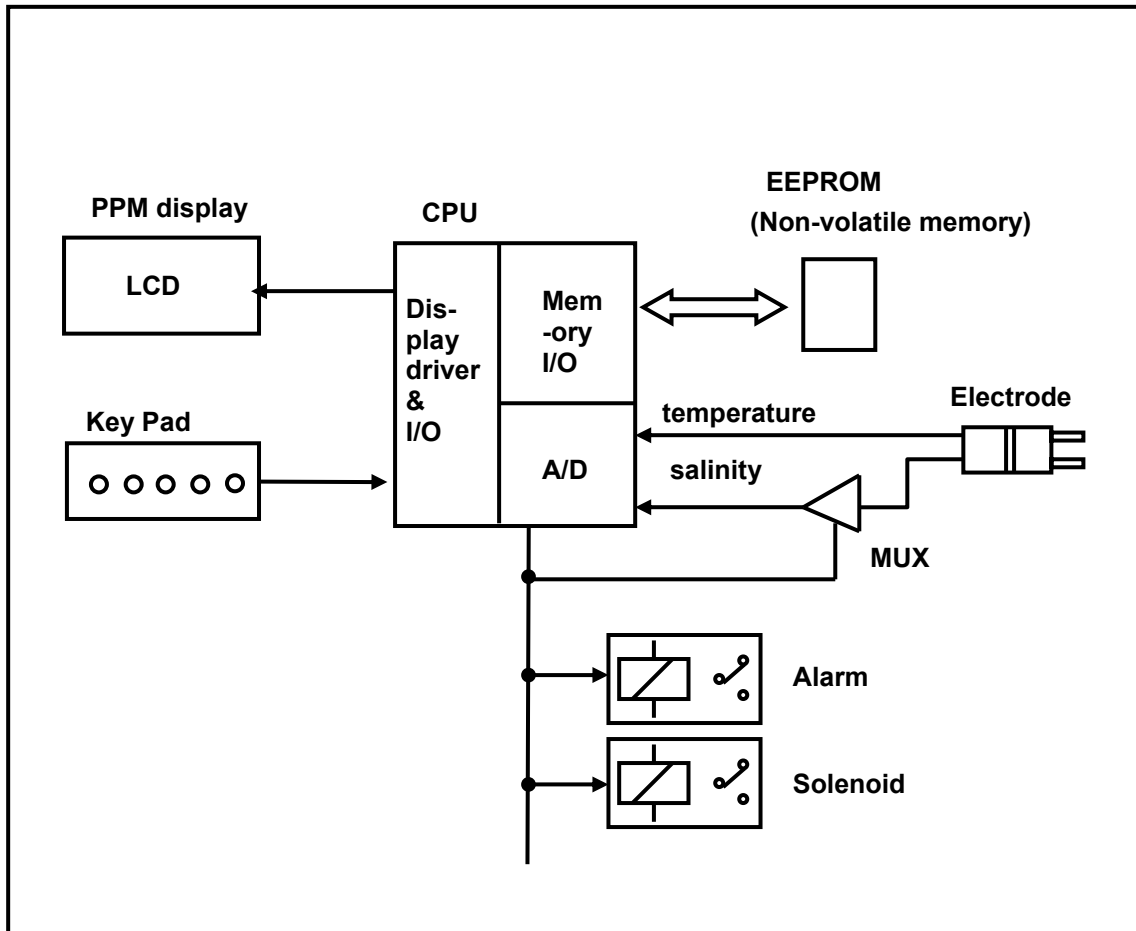 EEPROM
(Non-volatile memory)
PPM display
CPU
LCD
Dis-
play
driver
&
I/O
Mem
-ory
I/O
Key Pad
temperature
Electrode
A/D
salinity
MUX
Alarm
Solenoid